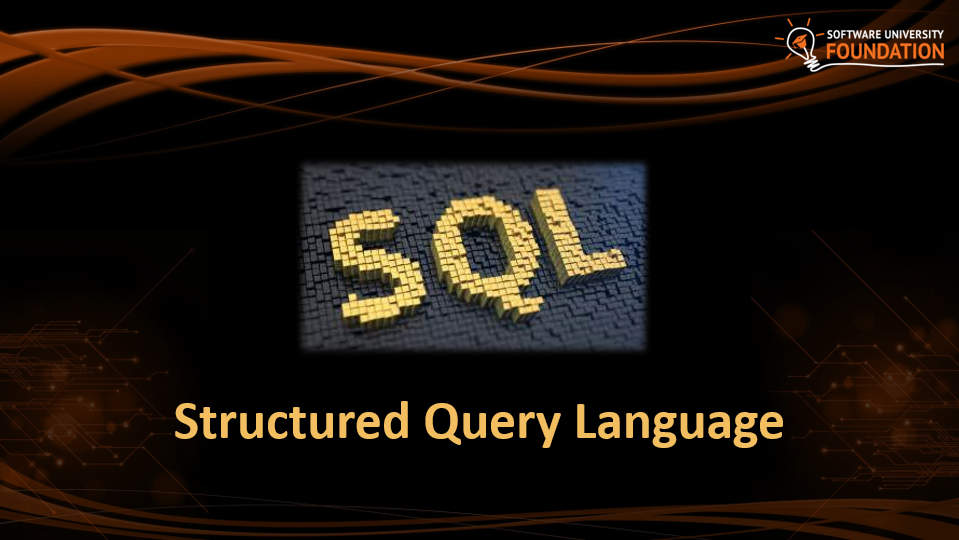 SOFTWARE UNIVERSITY
FOUNDATION
SQL
Structured Query Language